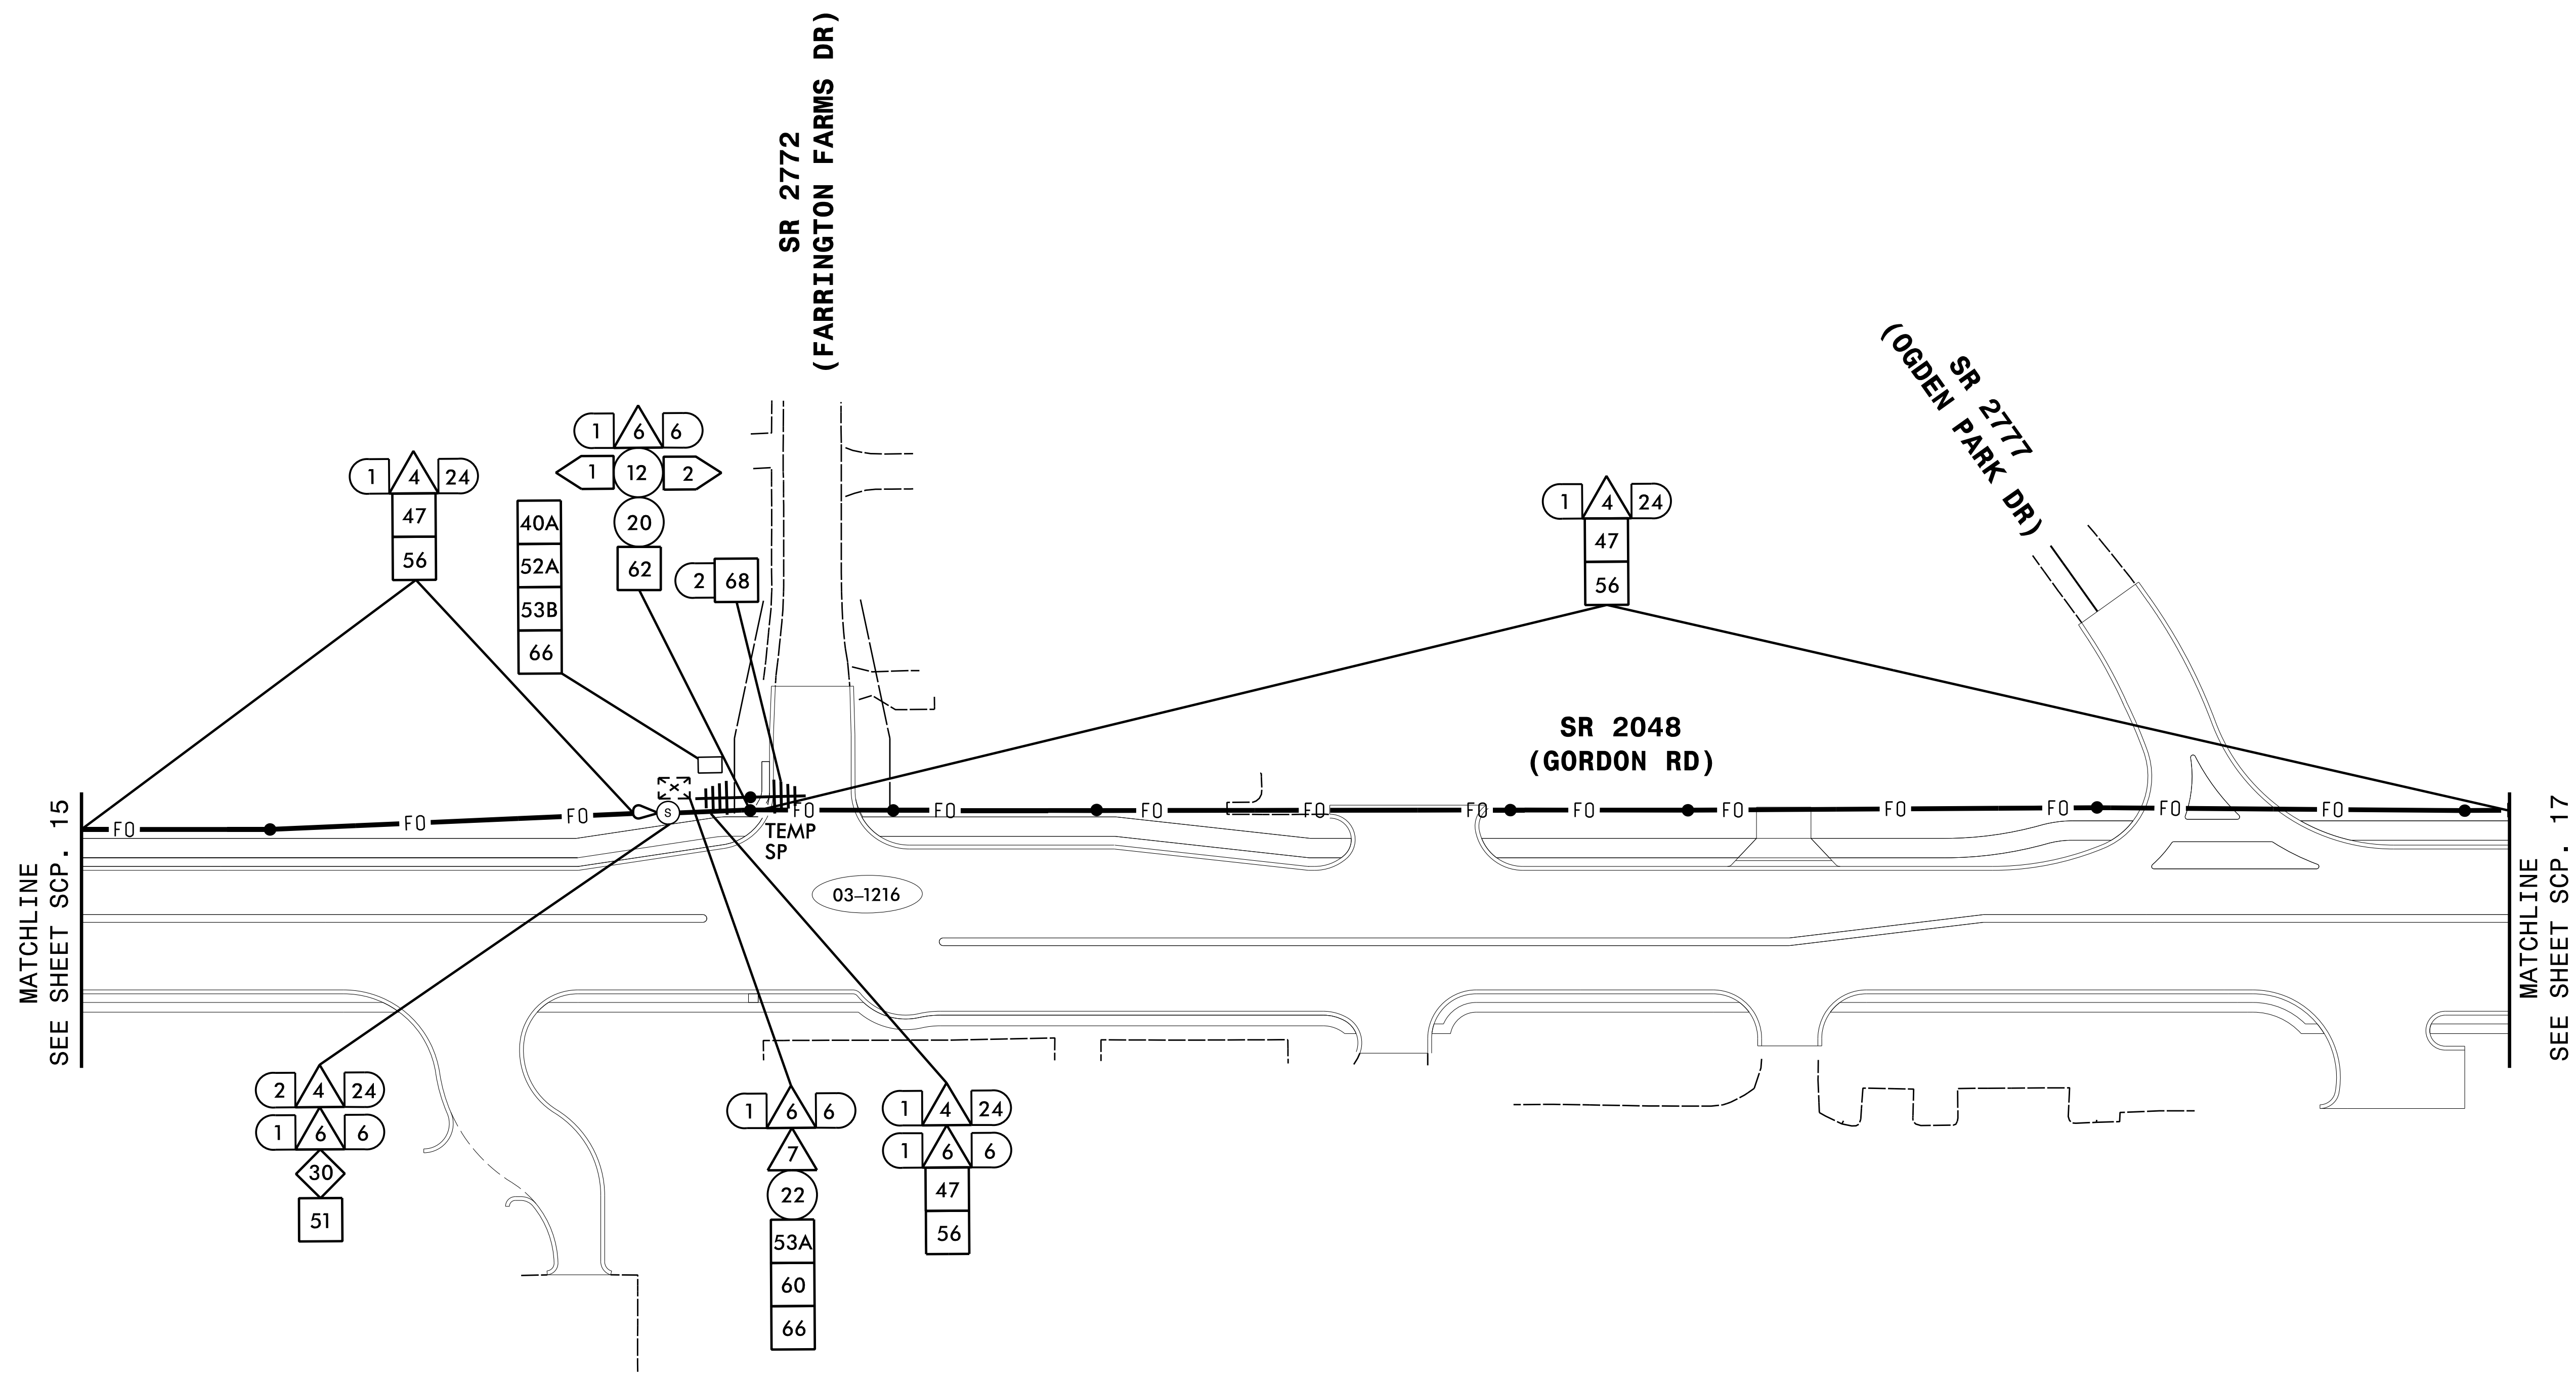 SR 2772
(FARRINGTON FARMS DR)
SR 2777
(OGDEN PARK DR)
1 4 24
47
56
1 6 6
1 12 2
20
62
40A
52A
53B
66
2 68
1 4 24
47
56
SR 2048
(GORDON RD)
MATCHLINE
SEE SHEET SCP. 15
FO FO FO S FO FO FO FO FO FO FO FO FO FO FO
x
TEMP
SP
03-1216
MATCHLINE
SEE SHEET SCP. 17
2 4 24
1 6 6
30
51
1 6 6
7
22
53A
60
66
1 4 24
1 6 6
47
56